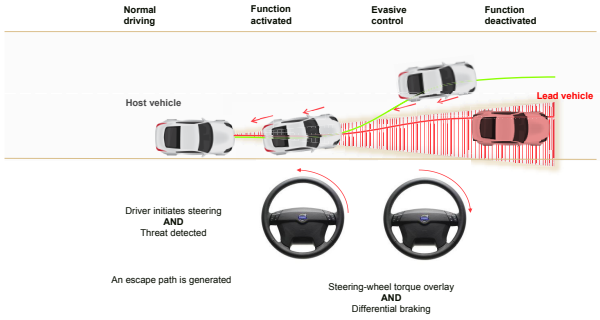 Normal
driving
Function
activated
Evasive
control
Function
deactivated
Host vehicle
Lead vehicle
Driver initiates steering
AND
Threat detected
An escape path is generated
Steering-wheel torque overlay
AND
Differential braking